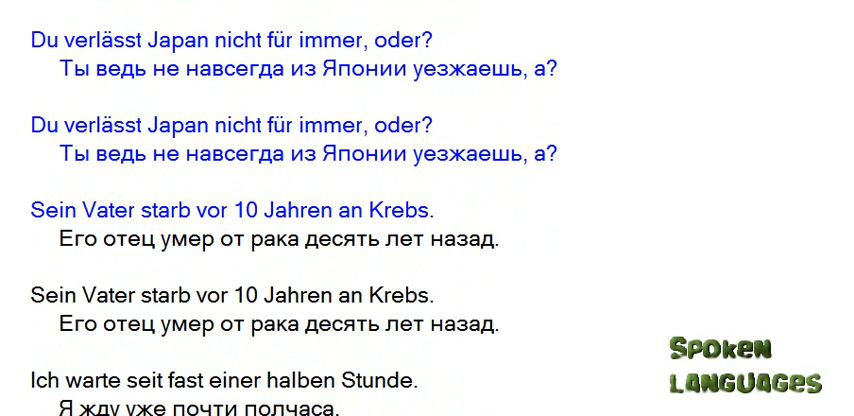 Du verlässt Japan nicht für immer, oder?
Ты ведь не навсегда из Японии уезжаешь, а?
Du verlässt Japan nicht für immer, oder?
Ты ведь не навсегда из Японии уезжаешь, а?
Sein Vater starb vor 10 Jahren an Krebs.
Его отец умер от рака десять лет назад.
Sein Vater starb vor 10 Jahren an Krebs.
Его отец умер от рака десять лет назад.
Ich warte seit fast einer halben Stunde.
Я жду уже почти полчаса.
Spoken
Languages